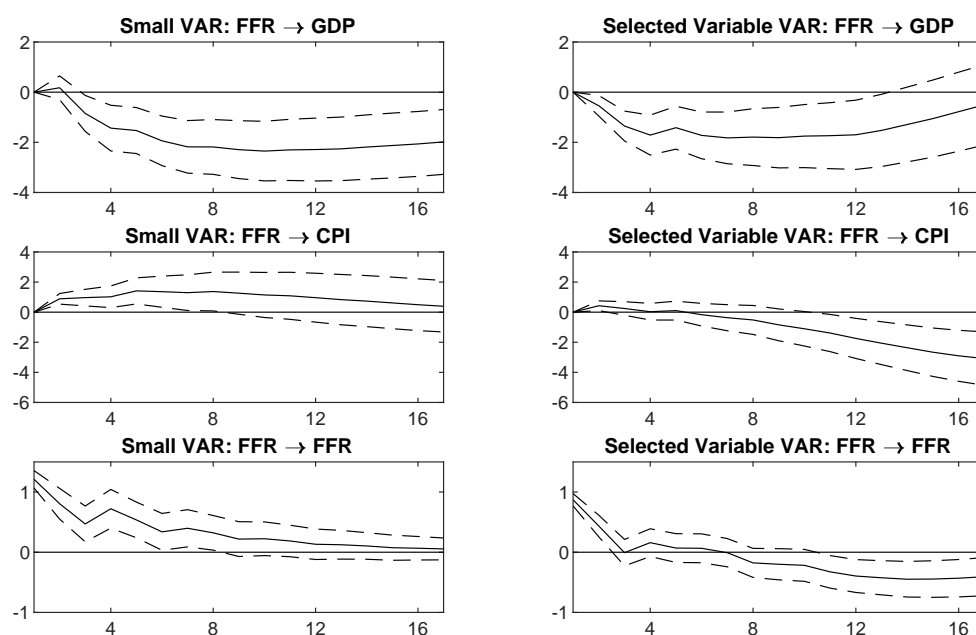 Small VAR: FFR → GDP
2
0
-2
-4
4 8 12 16
Selected Variable VAR: FFR → GDP
2
0
-2
-4
4 8 12 16
Small VAR: FFR → CPI
4
2
0
-2
-4
-6
4 8 12 16
Selected Variable VAR: FFR → CPI
4
2
0
-2
-4
-6
4 8 12 16
Small VAR: FFR → FFR
1
0
-1
4 8 12 16
Selected Variable VAR: FFR → FFR
1
0
-1
4 8 12 16